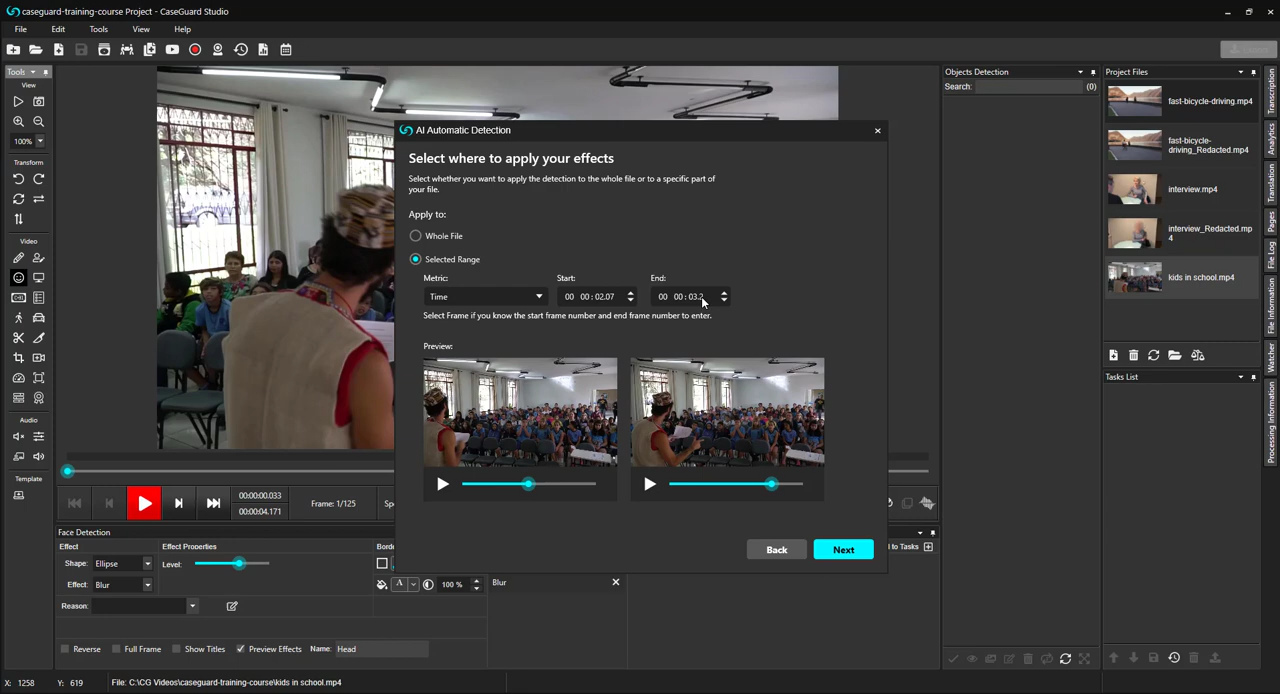 caseguard-training-course Project - CaseGuard Studio
File Edit Tools View Help
Export
Tools
View
100%
Transform
Video
Audio
Template
Objects Detection
Search: (0)
Project Files
fast-bicycle-driving.mp4
fast-bicycle-
driving_Redacted.mp4
interview.mp4
interview_Redacted.mp
4
kids in school.mp4
Tasks List
Transcription
Analytics
Translation
Pages
File Log
File Information
Watcher
Processing Information
AI Automatic Detection
Select where to apply your effects
Select whether you want to apply the detection to the whole file or to a specific part of
your file.
Apply to:
Whole File
Selected Range
Metric: Start: End:
Time 00 00 : 02.07 00 00 : 03.2
Select Frame if you know the start frame number and end frame number to enter.
Preview:
Back Next
00:00:00.033
00:00:04.171
Frame: 1/125
Face Detection
Effect Effect Properties
Shape: Ellipse Level:
Effect: Blur A 100 %
Reason:
Blur
Reverse Full Frame Show Titles Preview Effects Name: Head
X: 1258 Y: 619 File: C:\CG Videos\caseguard-training-course\kids in school.mp4